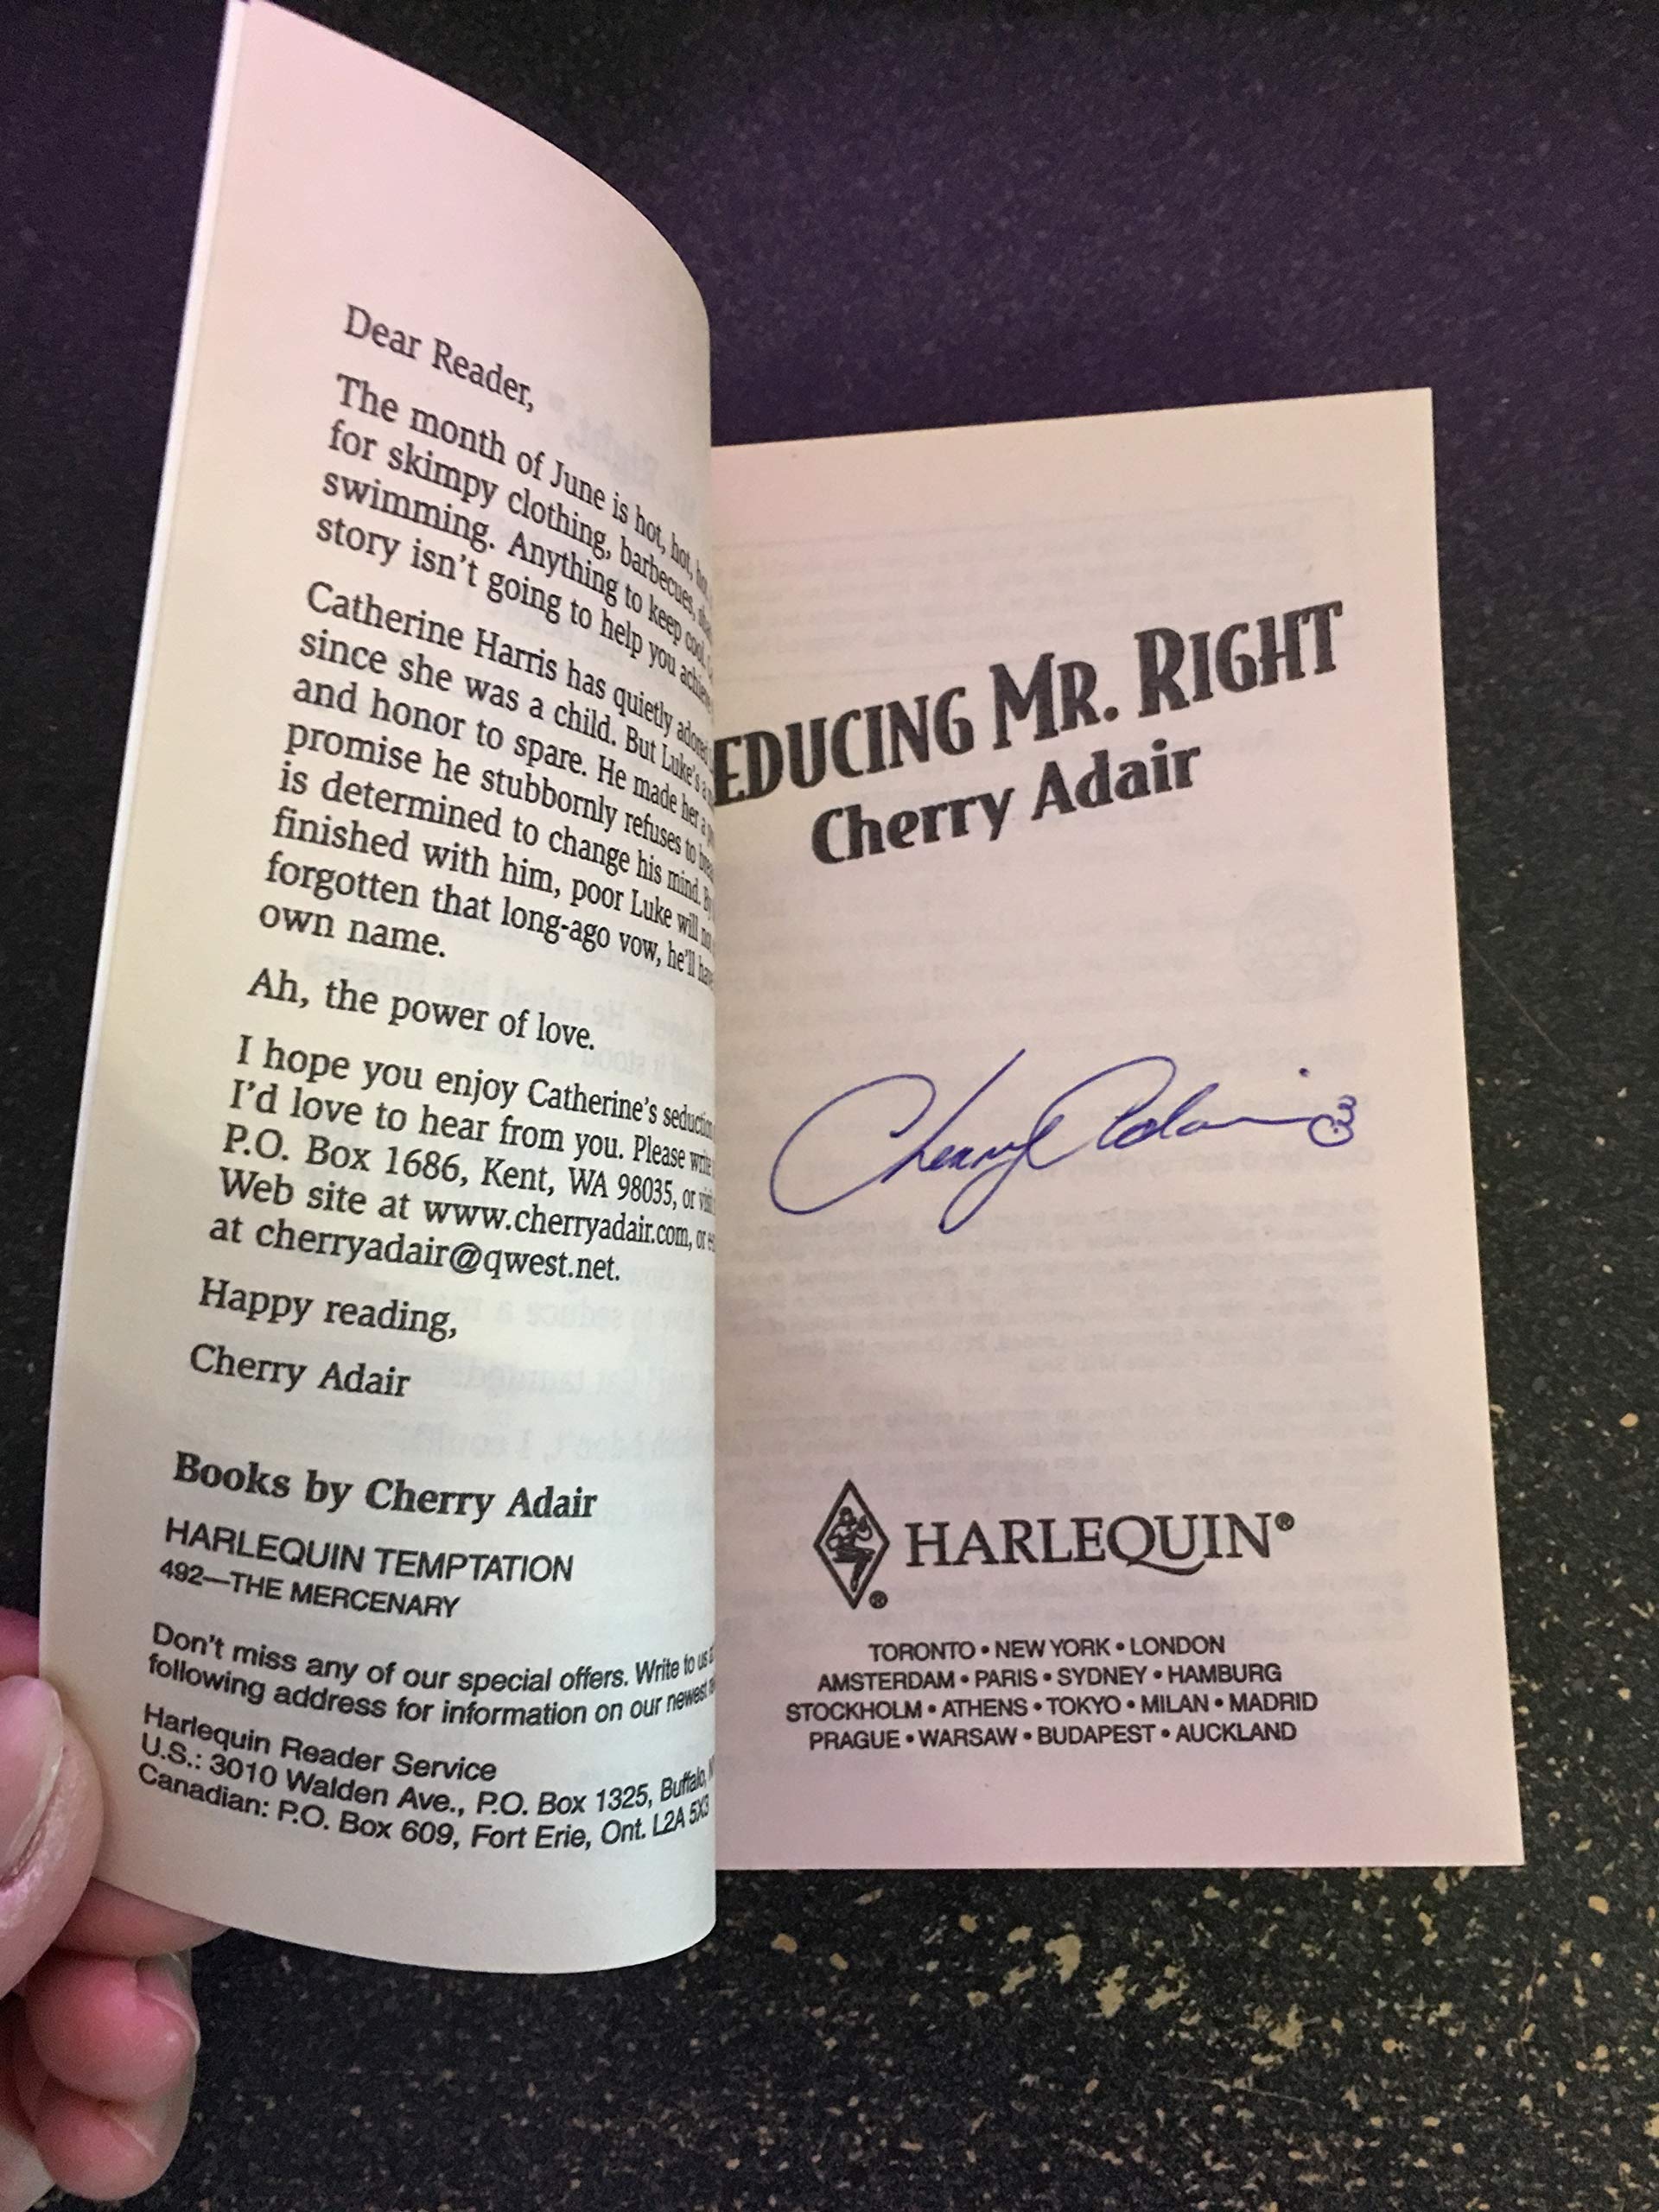 Dear Reader,
The month of June is hot, hot,
for skimpy clothing, barbecues,
swimming. Anything to keep cool.
story isn't going to help you
Catherine Harris has quietly adored
since she was a child. But Luke's a
and honor to spare. He made her a
promise he stubbornly refuses to
is determined to change his mind. By
finished with him, poor Luke will
forgotten that long-ago vow, he'll
own name.
Ah, the power of love.
I hope you enjoy Catherine's
I'd love to hear from you. Please write
P.O. Box 1686, Kent, WA 98035, or
Web site at www.cherryadair.com, or
at cherryadair@qwest.net.
Happy reading,
Cherry Adair
Books by Cherry Adair
HARLEQUIN TEMPTATION
492—THE MERCENARY
Don't miss any of our special offers. Write to us
following address for information on our newest
Harlequin Reader Service
U.S.: 3010 Walden Ave., P.O. Box 1325, Buffalo,
Canadian: P.O. Box 609, Fort Erie, Ont. L2A 5X3
EDUCING MR. RIGHT
Cherry Adair
Cherry Adair
HARLEQUIN®
TORONTO • NEW YORK • LONDON
AMSTERDAM • PARIS • SYDNEY • HAMBURG
STOCKHOLM • ATHENS • TOKYO • MILAN • MADRID
PRAGUE • WARSAW • BUDAPEST • AUCKLAND